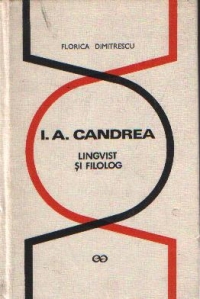 FLORICA DIMITRESCU
I. A. CANDREA
LINGVIST
ȘI FILOLOG